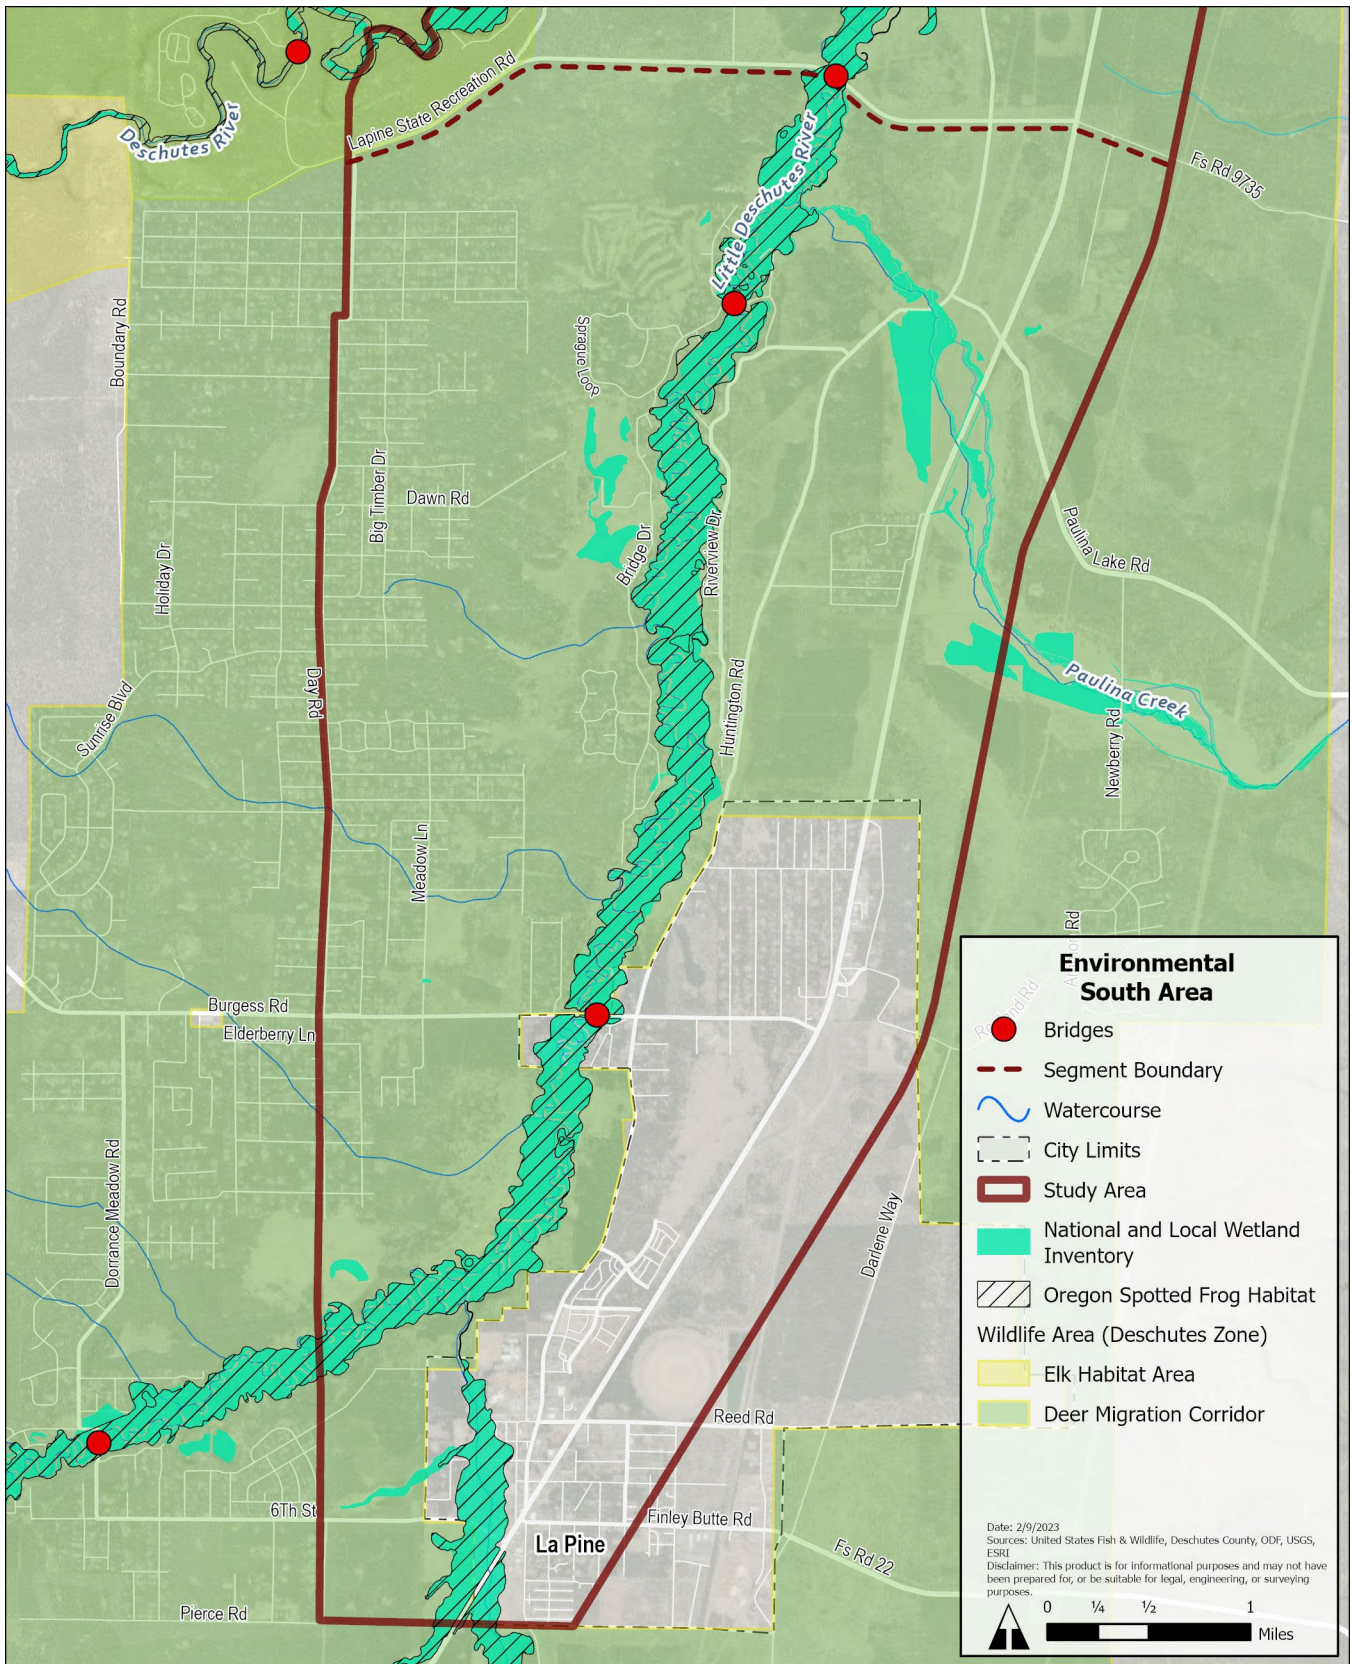 Lapine State Recreation Rd
Deschutes River
Little Deschutes River
Fs Rd 9735
Boundary Rd
Sprague Loop
Big Timber Dr
Dawn Rd
Holiday Dr
Bridge Dr
Riverview Dr
Paulina Lake Rd
Day Rd
Huntington Rd
Paulina Creek
Sunrise Blvd
Newberry Rd
Meadow Ln
Burgess Rd
Elderberry Ln
Dorrance Meadow Rd
Darlene Way
Reed Rd
6Th St
Finley Butte Rd
La Pine
Fs Rd 22
Pierce Rd
Environmental
South Area
Bridges
Segment Boundary
Watercourse
City Limits
Study Area
National and Local Wetland
Inventory
Oregon Spotted Frog Habitat
Wildlife Area (Deschutes Zone)
Elk Habitat Area
Deer Migration Corridor
Date: 2/9/2023
Sources: United States Fish & Wildlife, Deschutes County, ODF, USGS,
ESRI
Disclaimer: This product is for informational purposes and may not have
been prepared for, or be suitable for legal, engineering, or surveying
purposes.
0 ¼ ½ 1
Miles